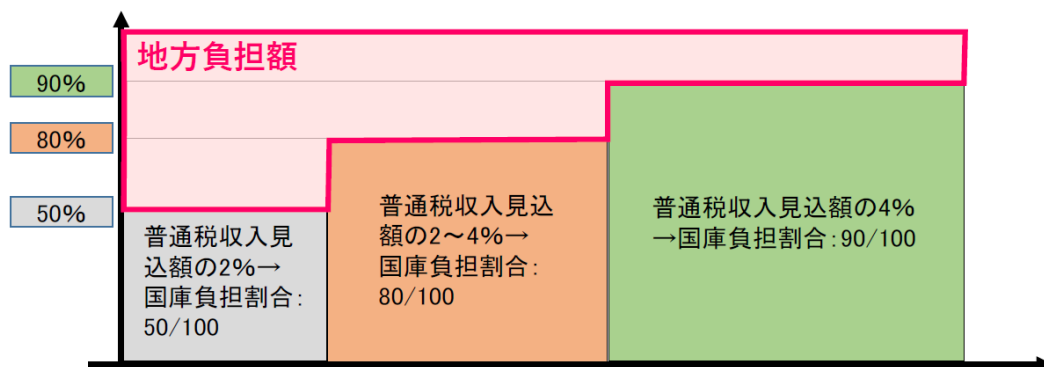 地方負担額
90%
80%
50%
普通税収入見
込額の2%→
国庫負担割合：
50/100
普通税収入見込
額の2～4%→
国庫負担割合：
80/100
普通税収入見込額の4%
→国庫負担割合：90/100